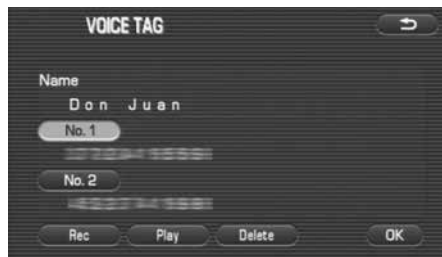 VOICE TAG
Name
Don Juan
No. 1
No. 2
Rec Play Delete OK